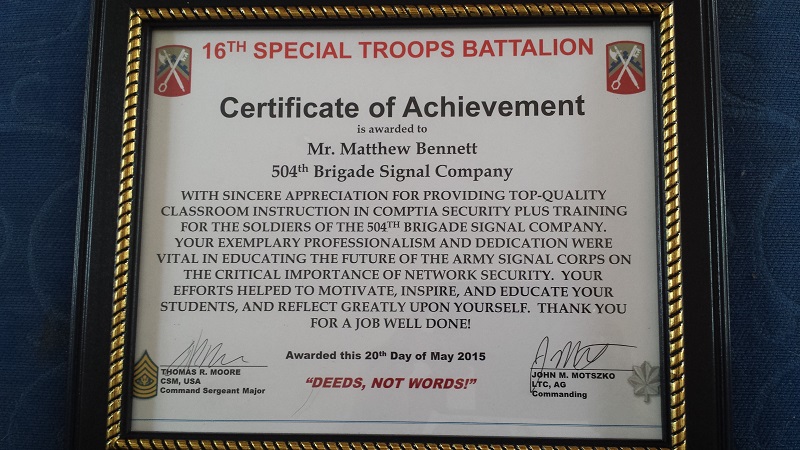 16TH SPECIAL TROOPS BATTALION
Certificate of Achievement
is awarded to
Mr. Matthew Bennett
504th Brigade Signal Company
WITH SINCERE APPRECIATION FOR PROVIDING TOP-QUALITY
CLASSROOM INSTRUCTION IN COMPTIA SECURITY PLUS TRAINING
FOR THE SOLDIERS OF THE 504TH BRIGADE SIGNAL COMPANY.
YOUR EXEMPLARY PROFESSIONALISM AND DEDICATION WERE
VITAL IN EDUCATING THE FUTURE OF THE ARMY SIGNAL CORPS ON
THE CRITICAL IMPORTANCE OF NETWORK SECURITY. YOUR
EFFORTS HELPED TO MOTIVATE, INSPIRE, AND EDUCATE YOUR
STUDENTS, AND REFLECT GREATLY UPON YOURSELF. THANK YOU
FOR A JOB WELL DONE!
Awarded this 20th Day of May 2015
THOMAS R. MOORE
CSM, USA
Command Sergeant Major
"DEEDS, NOT WORDS!"
JOHN M. MOTSZKO
LTC, AG
Commanding